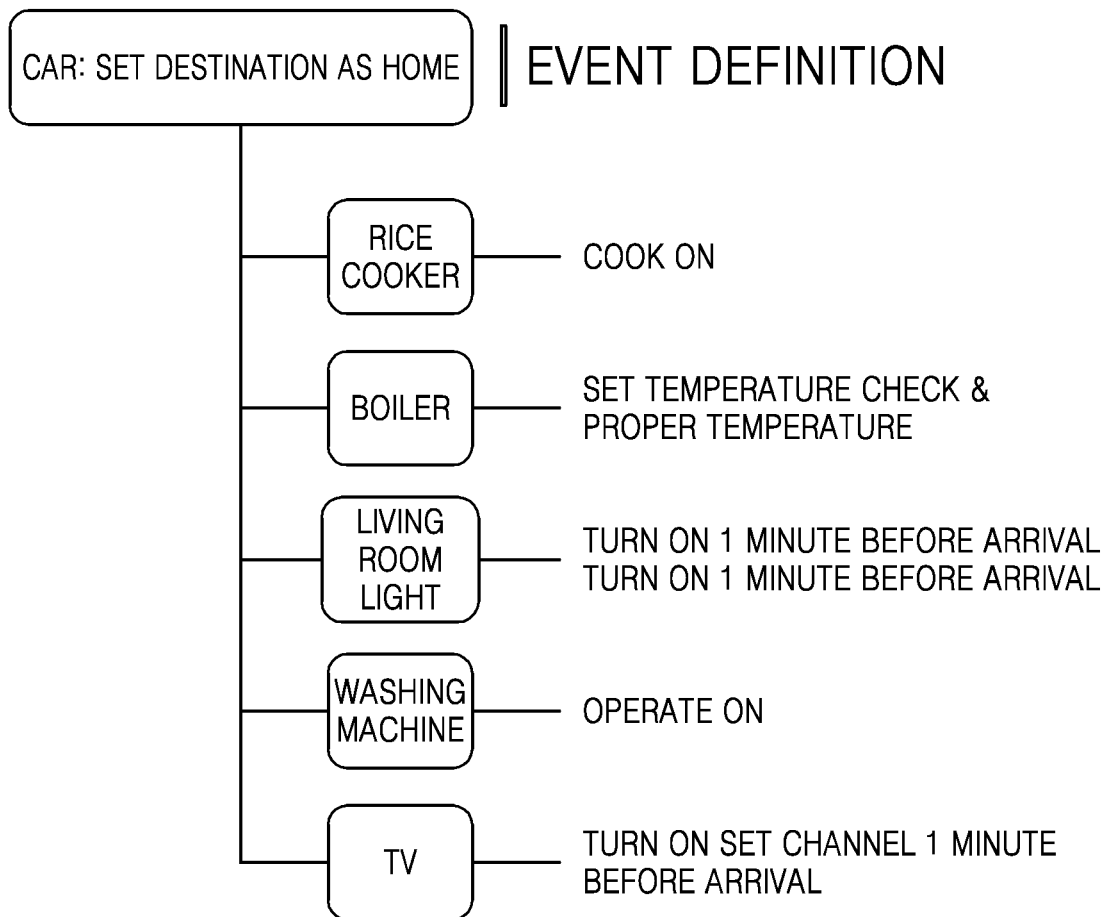 CAR: SET DESTINATION AS HOME
EVENT DEFINITION
RICE
COOKER
COOK ON
BOILER
SET TEMPERATURE CHECK &
PROPER TEMPERATURE
LIVING
ROOM
LIGHT
TURN ON 1 MINUTE BEFORE ARRIVAL
TURN ON 1 MINUTE BEFORE ARRIVAL
WASHING
MACHINE
OPERATE ON
TV
TURN ON SET CHANNEL 1 MINUTE
BEFORE ARRIVAL